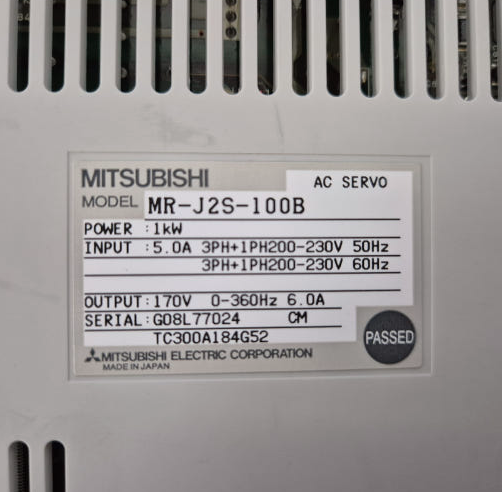 MITSUBISHI
AC SERVO
MODEL MR-J2S-100B
POWER :1kW
INPUT :5.0A 3PH+1PH200-230V 50Hz
3PH+1PH200-230V 60Hz
OUTPUT:170V 0-360Hz 6.0A
SERIAL:G08L77024 CM
TC300A184G52
MITSUBISHI ELECTRIC CORPORATION
MADE IN JAPAN
PASSED